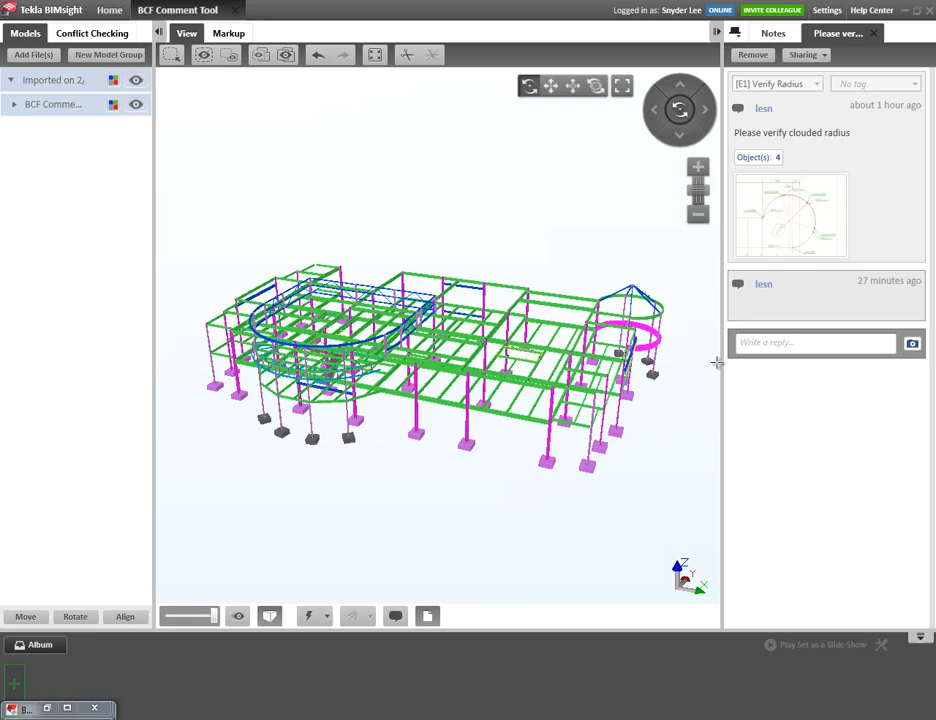 Tekla BIMsight
Home
BCF Comment Tool
Logged in as: Snyder Lee
ONLINE
INVITE COLLEAGUE
Settings
Help Center
Models
Conflict Checking
View
Markup
Notes
Please ver...
Add File(s)
New Model Group
Remove
Sharing
Imported on 2,
BCF Comme...
[E1] Verify Radius
No tag
lesn
about 1 hour ago
Please verify clouded radius
Object(s): 4
lesn
27 minutes ago
Write a reply...
Z
Y
X
Move
Rotate
Align
Album
Play Set as a Slide Show
B...